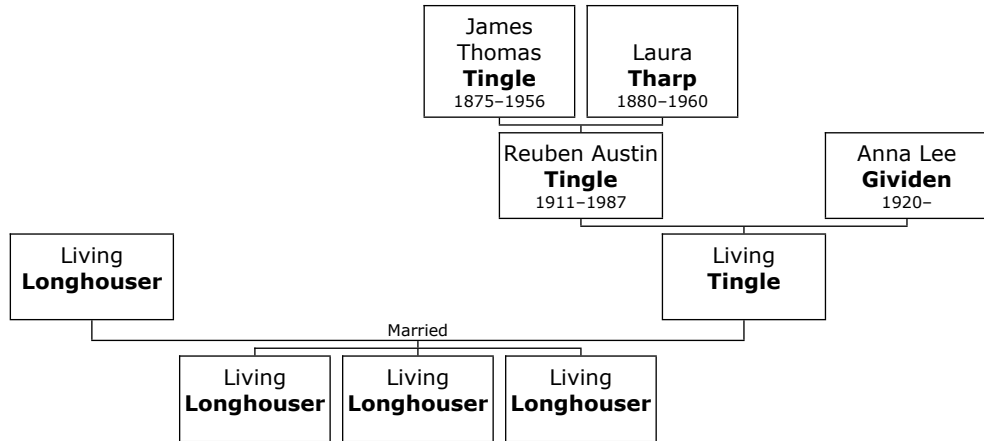 James
Thomas
Tingle
1875–1956
Laura
Tharp
1880–1960
Reuben Austin
Tingle
1911–1987
Anna Lee
Gividen
1920–
Living
Longhouser
Living
Tingle
Married
Living
Longhouser
Living
Longhouser
Living
Longhouser